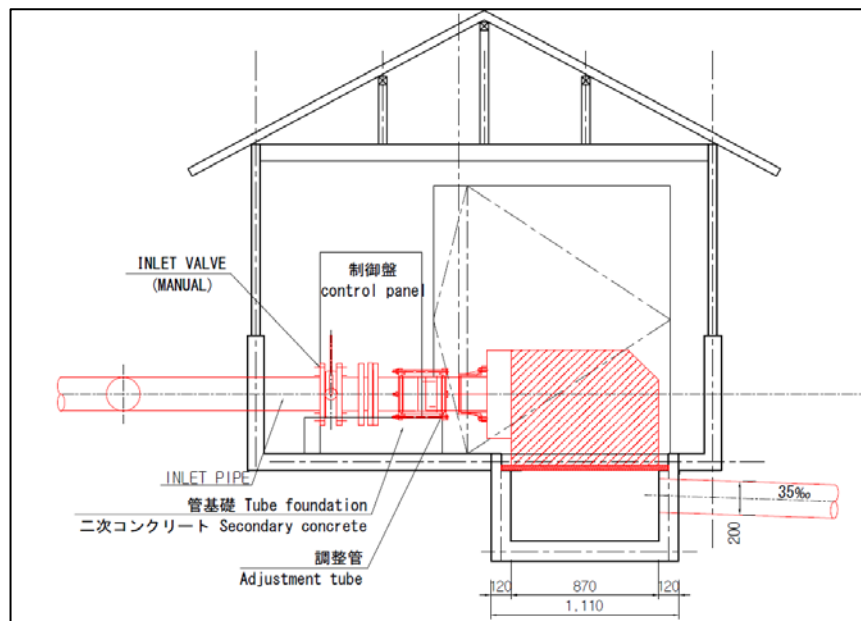 INLET VALVE
(MANUAL)
制御盤
control panel
INLET PIPE
管基礎 Tube foundation
二次コンクリート Secondary concrete
調整管
Adjustment tube
35‰
200
120
870
120
1,110